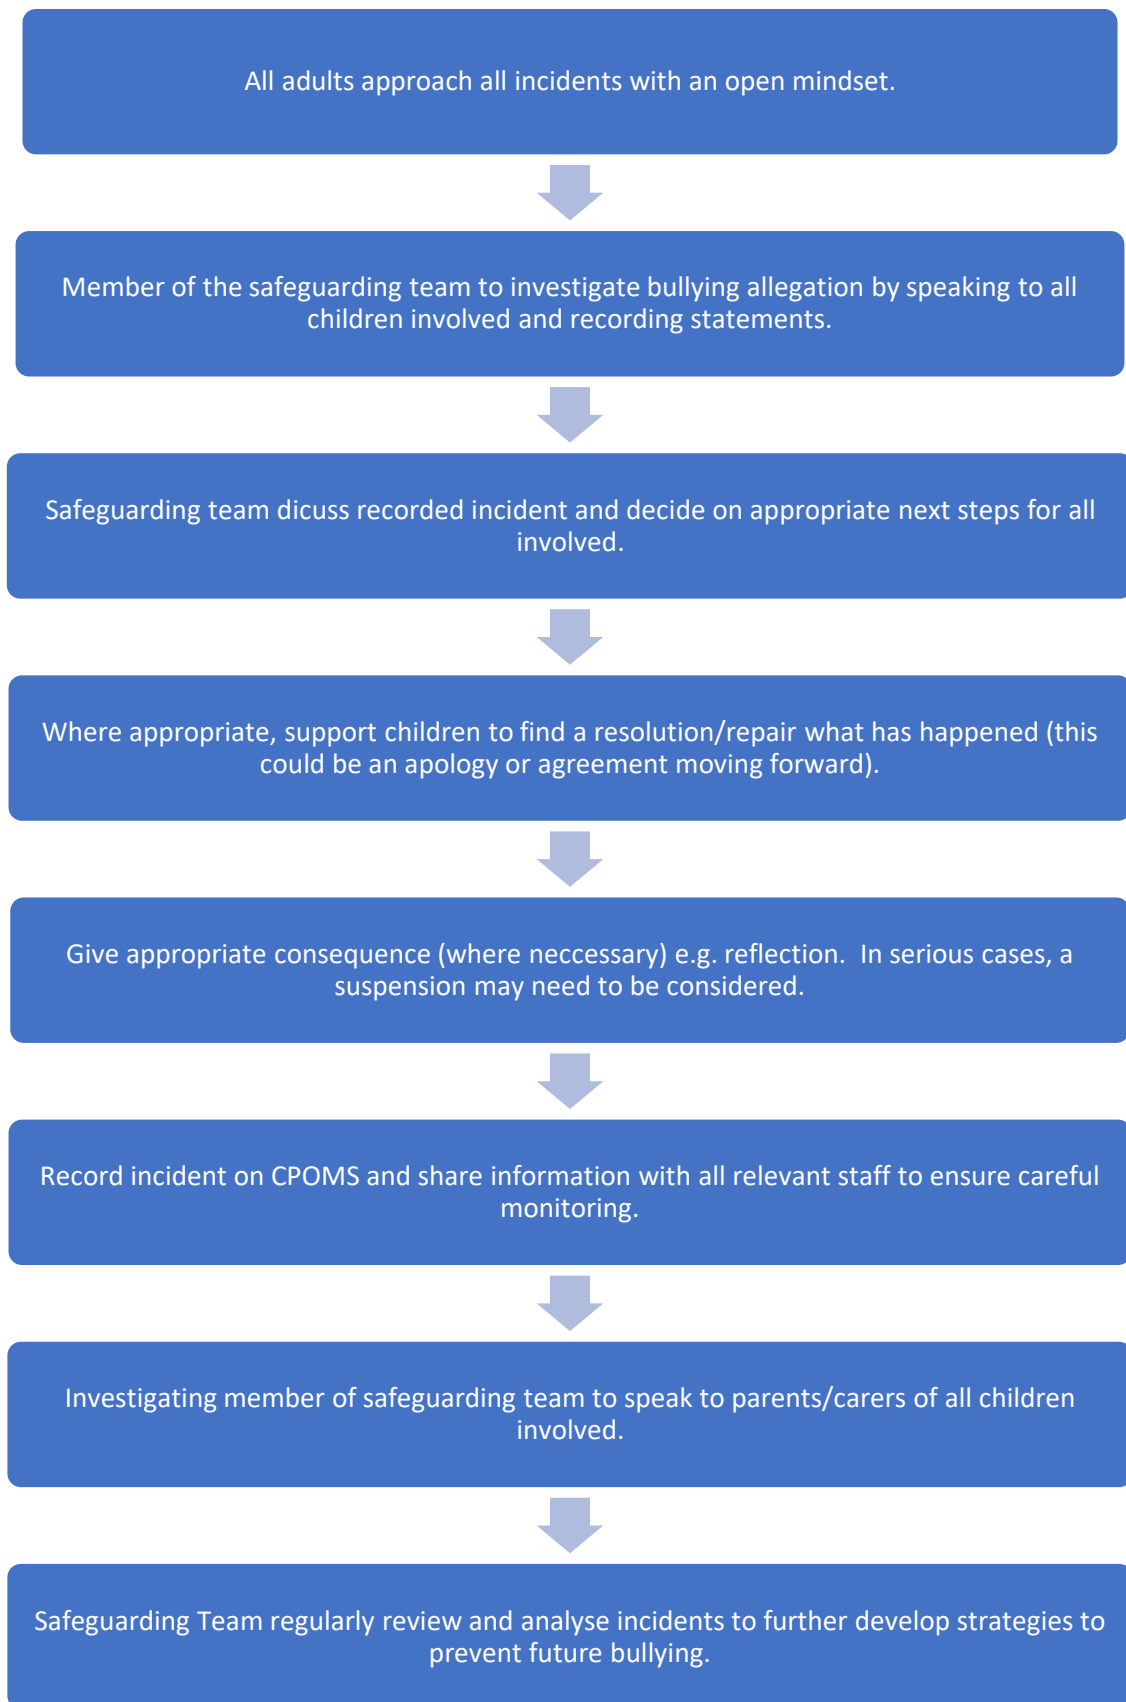 All adults approach all incidents with an open mindset.
Member of the safeguarding team to investigate bullying allegation by speaking to all
children involved and recording statements.
Safeguarding team dicuss recorded incident and decide on appropriate next steps for all
involved.
Where appropriate, support children to find a resolution/repair what has happened (this
could be an apology or agreement moving forward).
Give appropriate consequence (where neccessary) e.g. reflection.  In serious cases, a
suspension may need to be considered.
Record incident on CPOMS and share information with all relevant staff to ensure careful
monitoring.
Investigating member of safeguarding team to speak to parents/carers of all children
involved.
Safeguarding Team regularly review and analyse incidents to further develop strategies to
prevent future bullying.